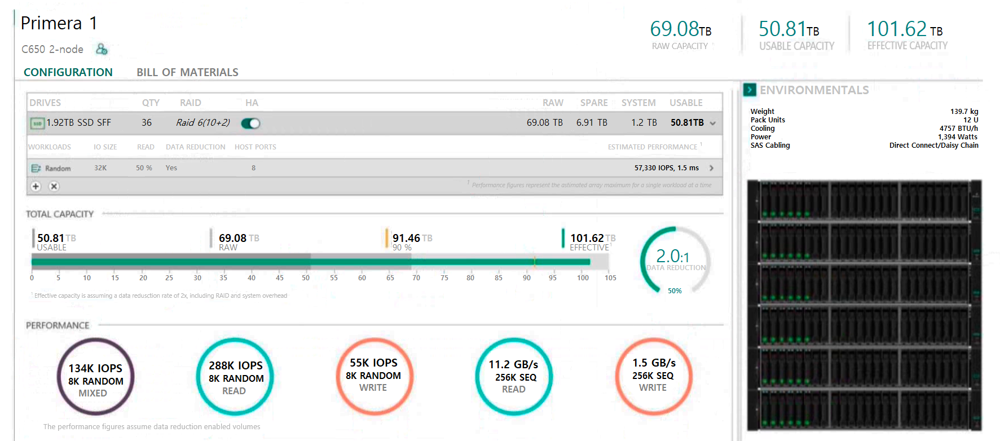 Primera 1
C650 2-node
69.08TB
RAW CAPACITY
50.81TB
USABLE CAPACITY
101.62 TB
EFFECTIVE CAPACITY
CONFIGURATION BILL OF MATERIALS
DRIVES QTY RAID HA RAW SPARE SYSTEM USABLE
SSD 1.92TB SSD SFF 36 Raid 6(10+2) 69.08 TB 6.91 TB 1.2 TB 50.81TB
WORKLOADS IO SIZE READ DATA REDUCTION HOST PORTS ESTIMATED PERFORMANCE 1
Random 32K 50 % Yes 8 57,330 IOPS, 1.5 ms
1 Performance figures represent the astimated array maximum for a single workload at a time
TOTAL CAPACITY
50.81 TB
USABLE
69.08 TB
RAW
91.46 TB
90 %
101.62 TB
EFFECTIVE 1
0 5 10 15 20 25 30 35 40 45 50 55 60 65 70 75 80 85 90 95 100 105
1 Effective capacity is assuming a data redusction rate of 2x, including RAID and system overhead
2.0:1
DATA REDUCTION
50%
PERFORMANCE
134K IOPS
8K RANDOM
MIXED
288K IOPS
8K RANDOM
READ
55K IOPS
8K RANDOM
WRITE
11.2 GB/s
256K SEQ
READ
1.5 GB/s
256K SEQ
WRITE
The performance figures assume data reduction enabled volumes
ENVIRONMENTALS
Weight 139.7 kg
Pack Units 12 U
Cooling 4757 BTU/h
Power 1,394 Watts
SAS Cabling Direct Connect/Daisy Chain